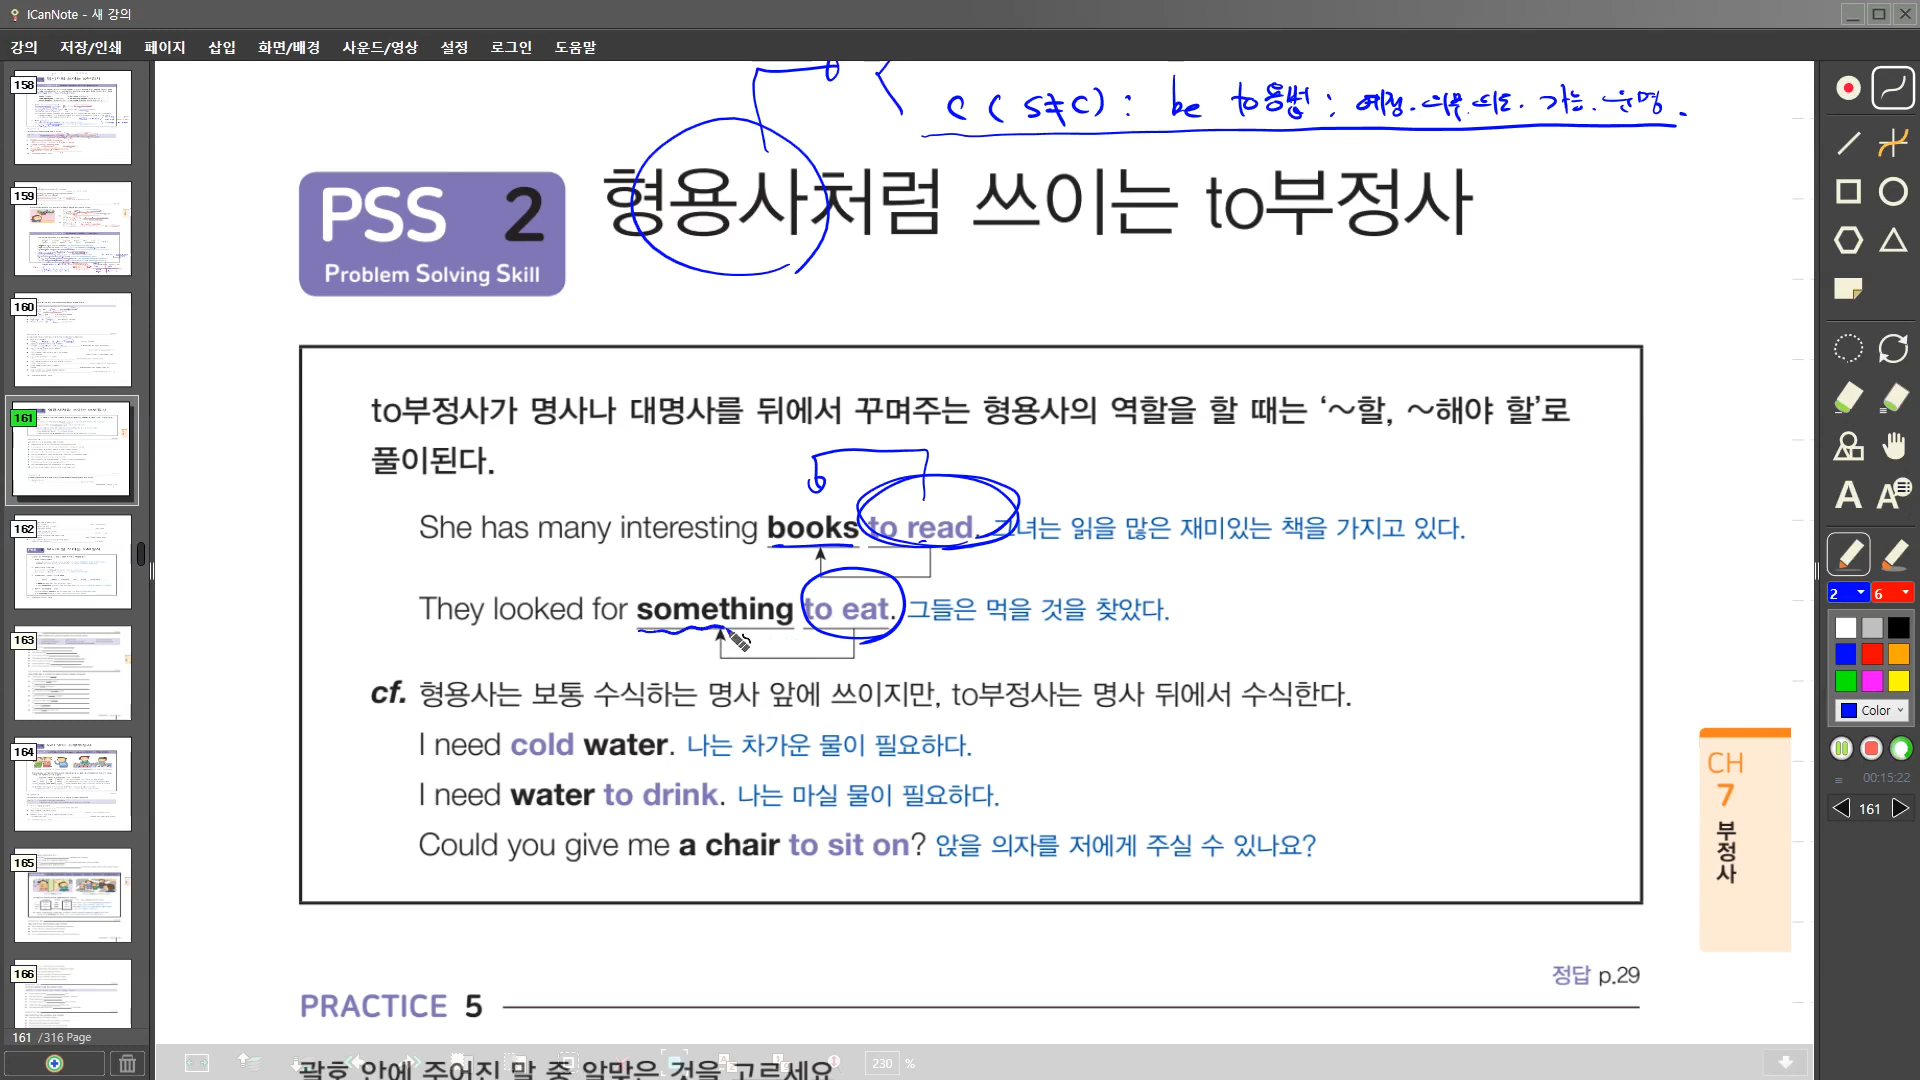 ICanNote - 새 강의
강의 저장/인쇄 페이지 삽입 화면/배경 사운드/영상 설정 로그인 도움말
C ( S≠C ) : be to용법 : 예정. 의무. 의도. 가능. 운명.
PSS 2
Problem Solving Skill
형용사처럼 쓰이는 to부정사
to부정사가 명사나 대명사를 뒤에서 꾸며주는 형용사의 역할을 할 때는 ‘～할, ～해야 할’로
풀이된다.
She has many interesting books to read. 그녀는 읽을 많은 재미있는 책을 가지고 있다.
They looked for something to eat. 그들은 먹을 것을 찾았다.
cf. 형용사는 보통 수식하는 명사 앞에 쓰이지만, to부정사는 명사 뒤에서 수식한다.
I need cold water. 나는 차가운 물이 필요하다.
I need water to drink. 나는 마실 물이 필요하다.
Could you give me a chair to sit on? 앉을 의자를 저에게 주실 수 있나요?
CH
7
부정사
정답 p.29
PRACTICE 5
괄호 안에 주어진 말 중 알맞은 것을 고르세요
158
159
160
161
162
163
164
165
166
161 /316 Page
230 %
2 6
Color
00:15:22
161